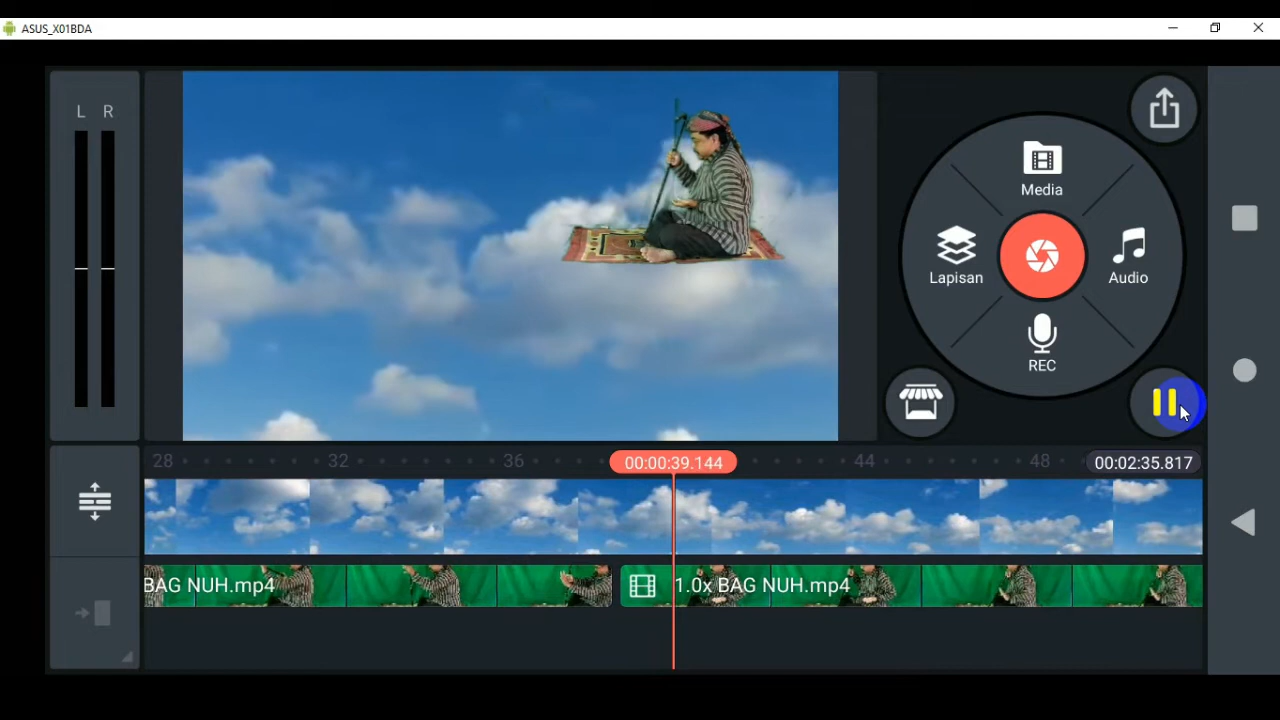 ASUS_X01BDA
L R
Media
Lapisan
Audio
REC
28 32 36 00:00:39.144 44 48 00:02:35.817
BAG NUH.mp4
1.0x BAG NUH.mp4